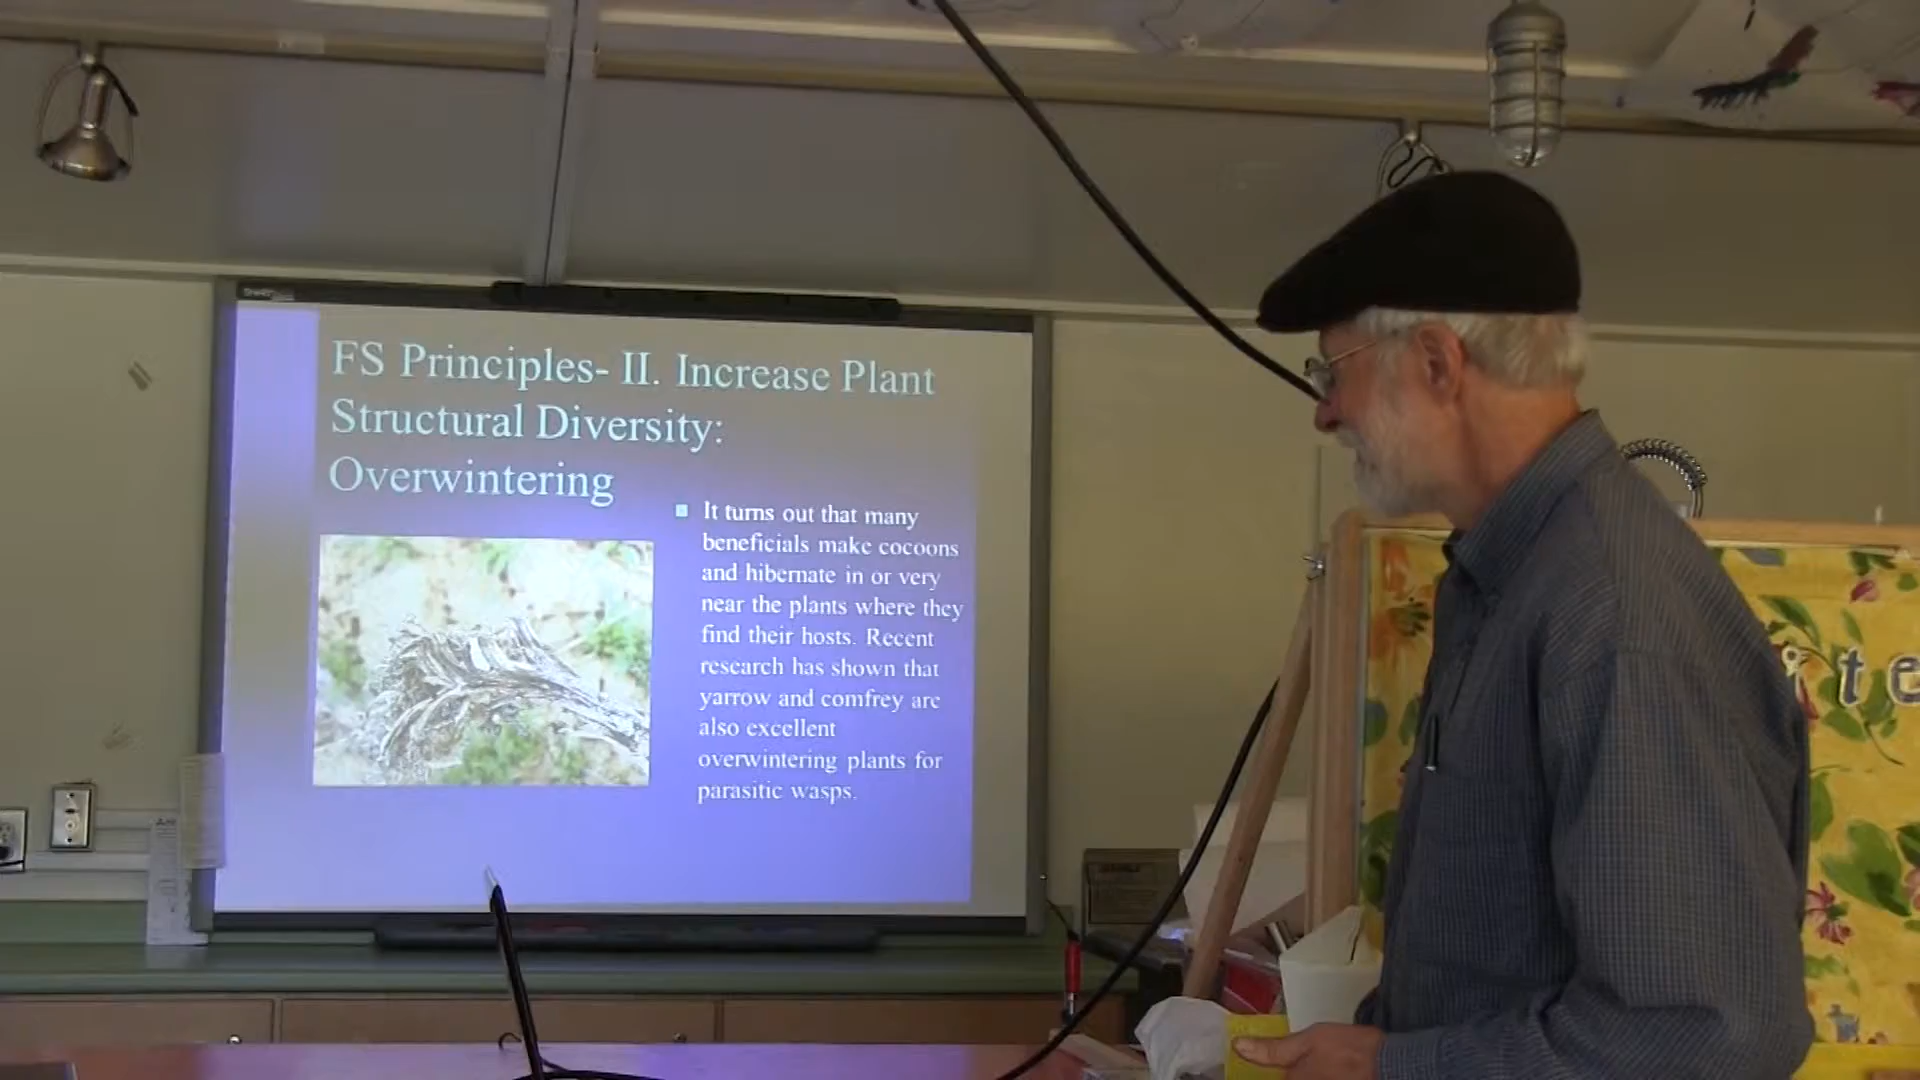 SMART
FS Principles- II. Increase Plant
Structural Diversity:
Overwintering
It turns out that many
beneficials make cocoons
and hibernate in or very
near the plants where they
find their hosts. Recent
research has shown that
yarrow and comfrey are
also excellent
overwintering plants for
parasitic wasps.